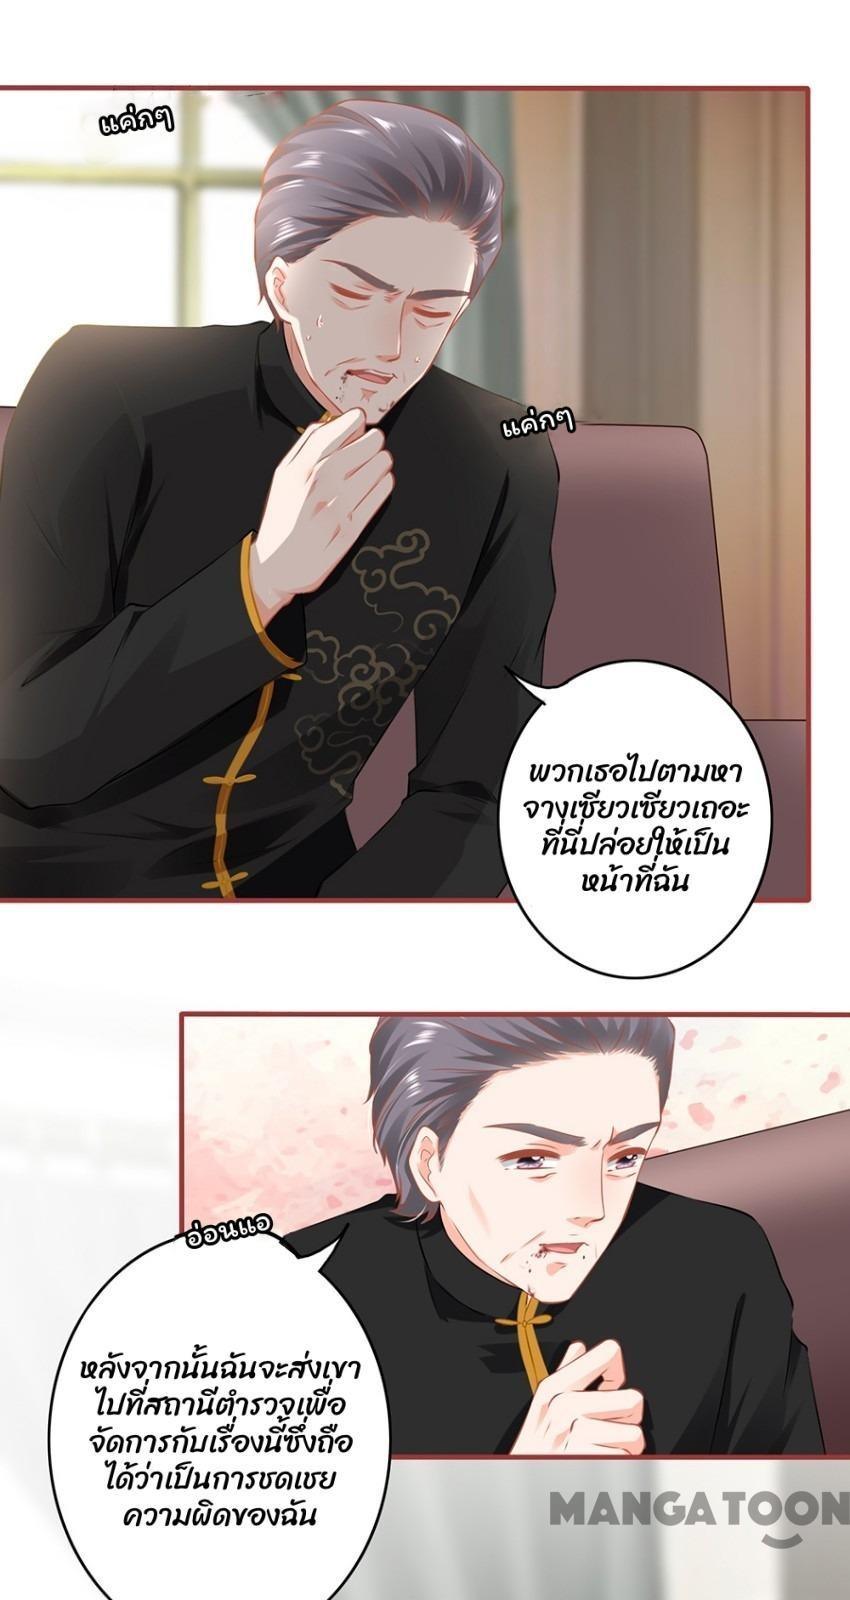 แค่กๆ
แค่กๆ
พวกเธอไปตามหา
จางเซียวเซียวเถอะ
ที่นี่ปล่อยให้เป็น
หน้าที่ฉัน
อ่อนแอ
หลังจากนั้นฉันจะส่งเขา
ไปที่สถานีตำรวจเพื่อ
จัดการกับเรื่องนี้ซึ่งถือ
ได้ว่าเป็นการชดเชย
ความผิดของฉัน
MANGATOON